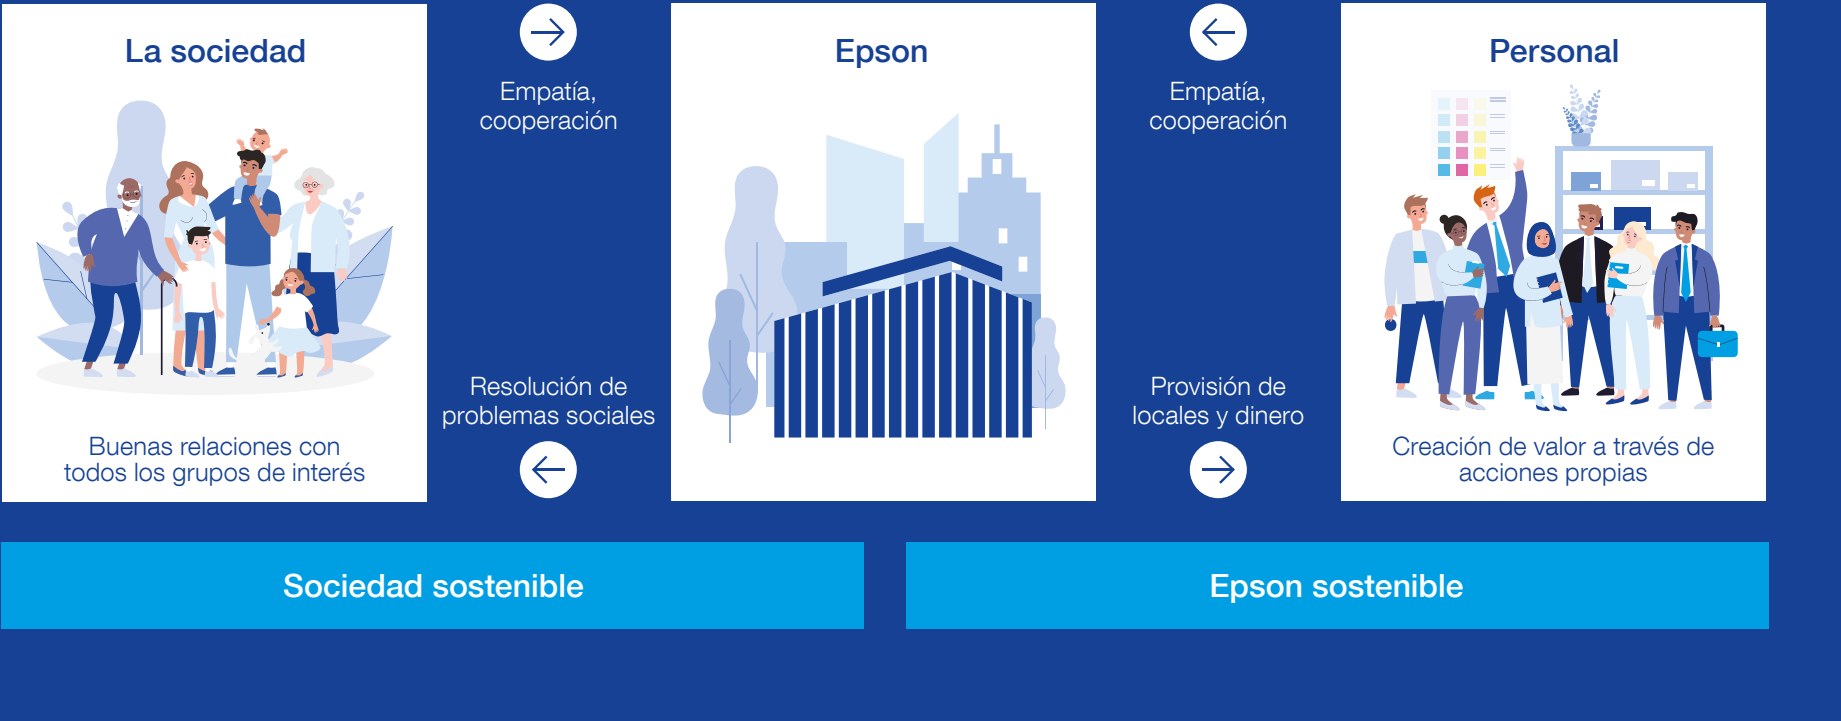 La sociedad
Buenas relaciones con
todos los grupos de interés
Empatía,
cooperación
Resolución de
problemas sociales
Epson
Empatía,
cooperación
Provisión de
locales y dinero
Personal
Creación de valor a través de
acciones propias
Sociedad sostenible
Epson sostenible